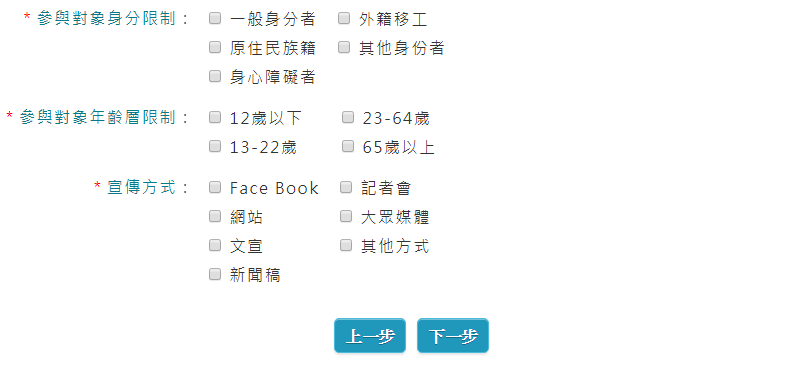 * 參與對象身分限制： 一般身分者 外籍移工
原住民族籍 其他身份者
身心障礙者
* 參與對象年齡層限制： 12歲以下 23-64歲
13-22歲 65歲以上
* 宣傳方式： Face Book 記者會
網站 大眾媒體
文宣 其他方式
新聞稿
上一步 下一步